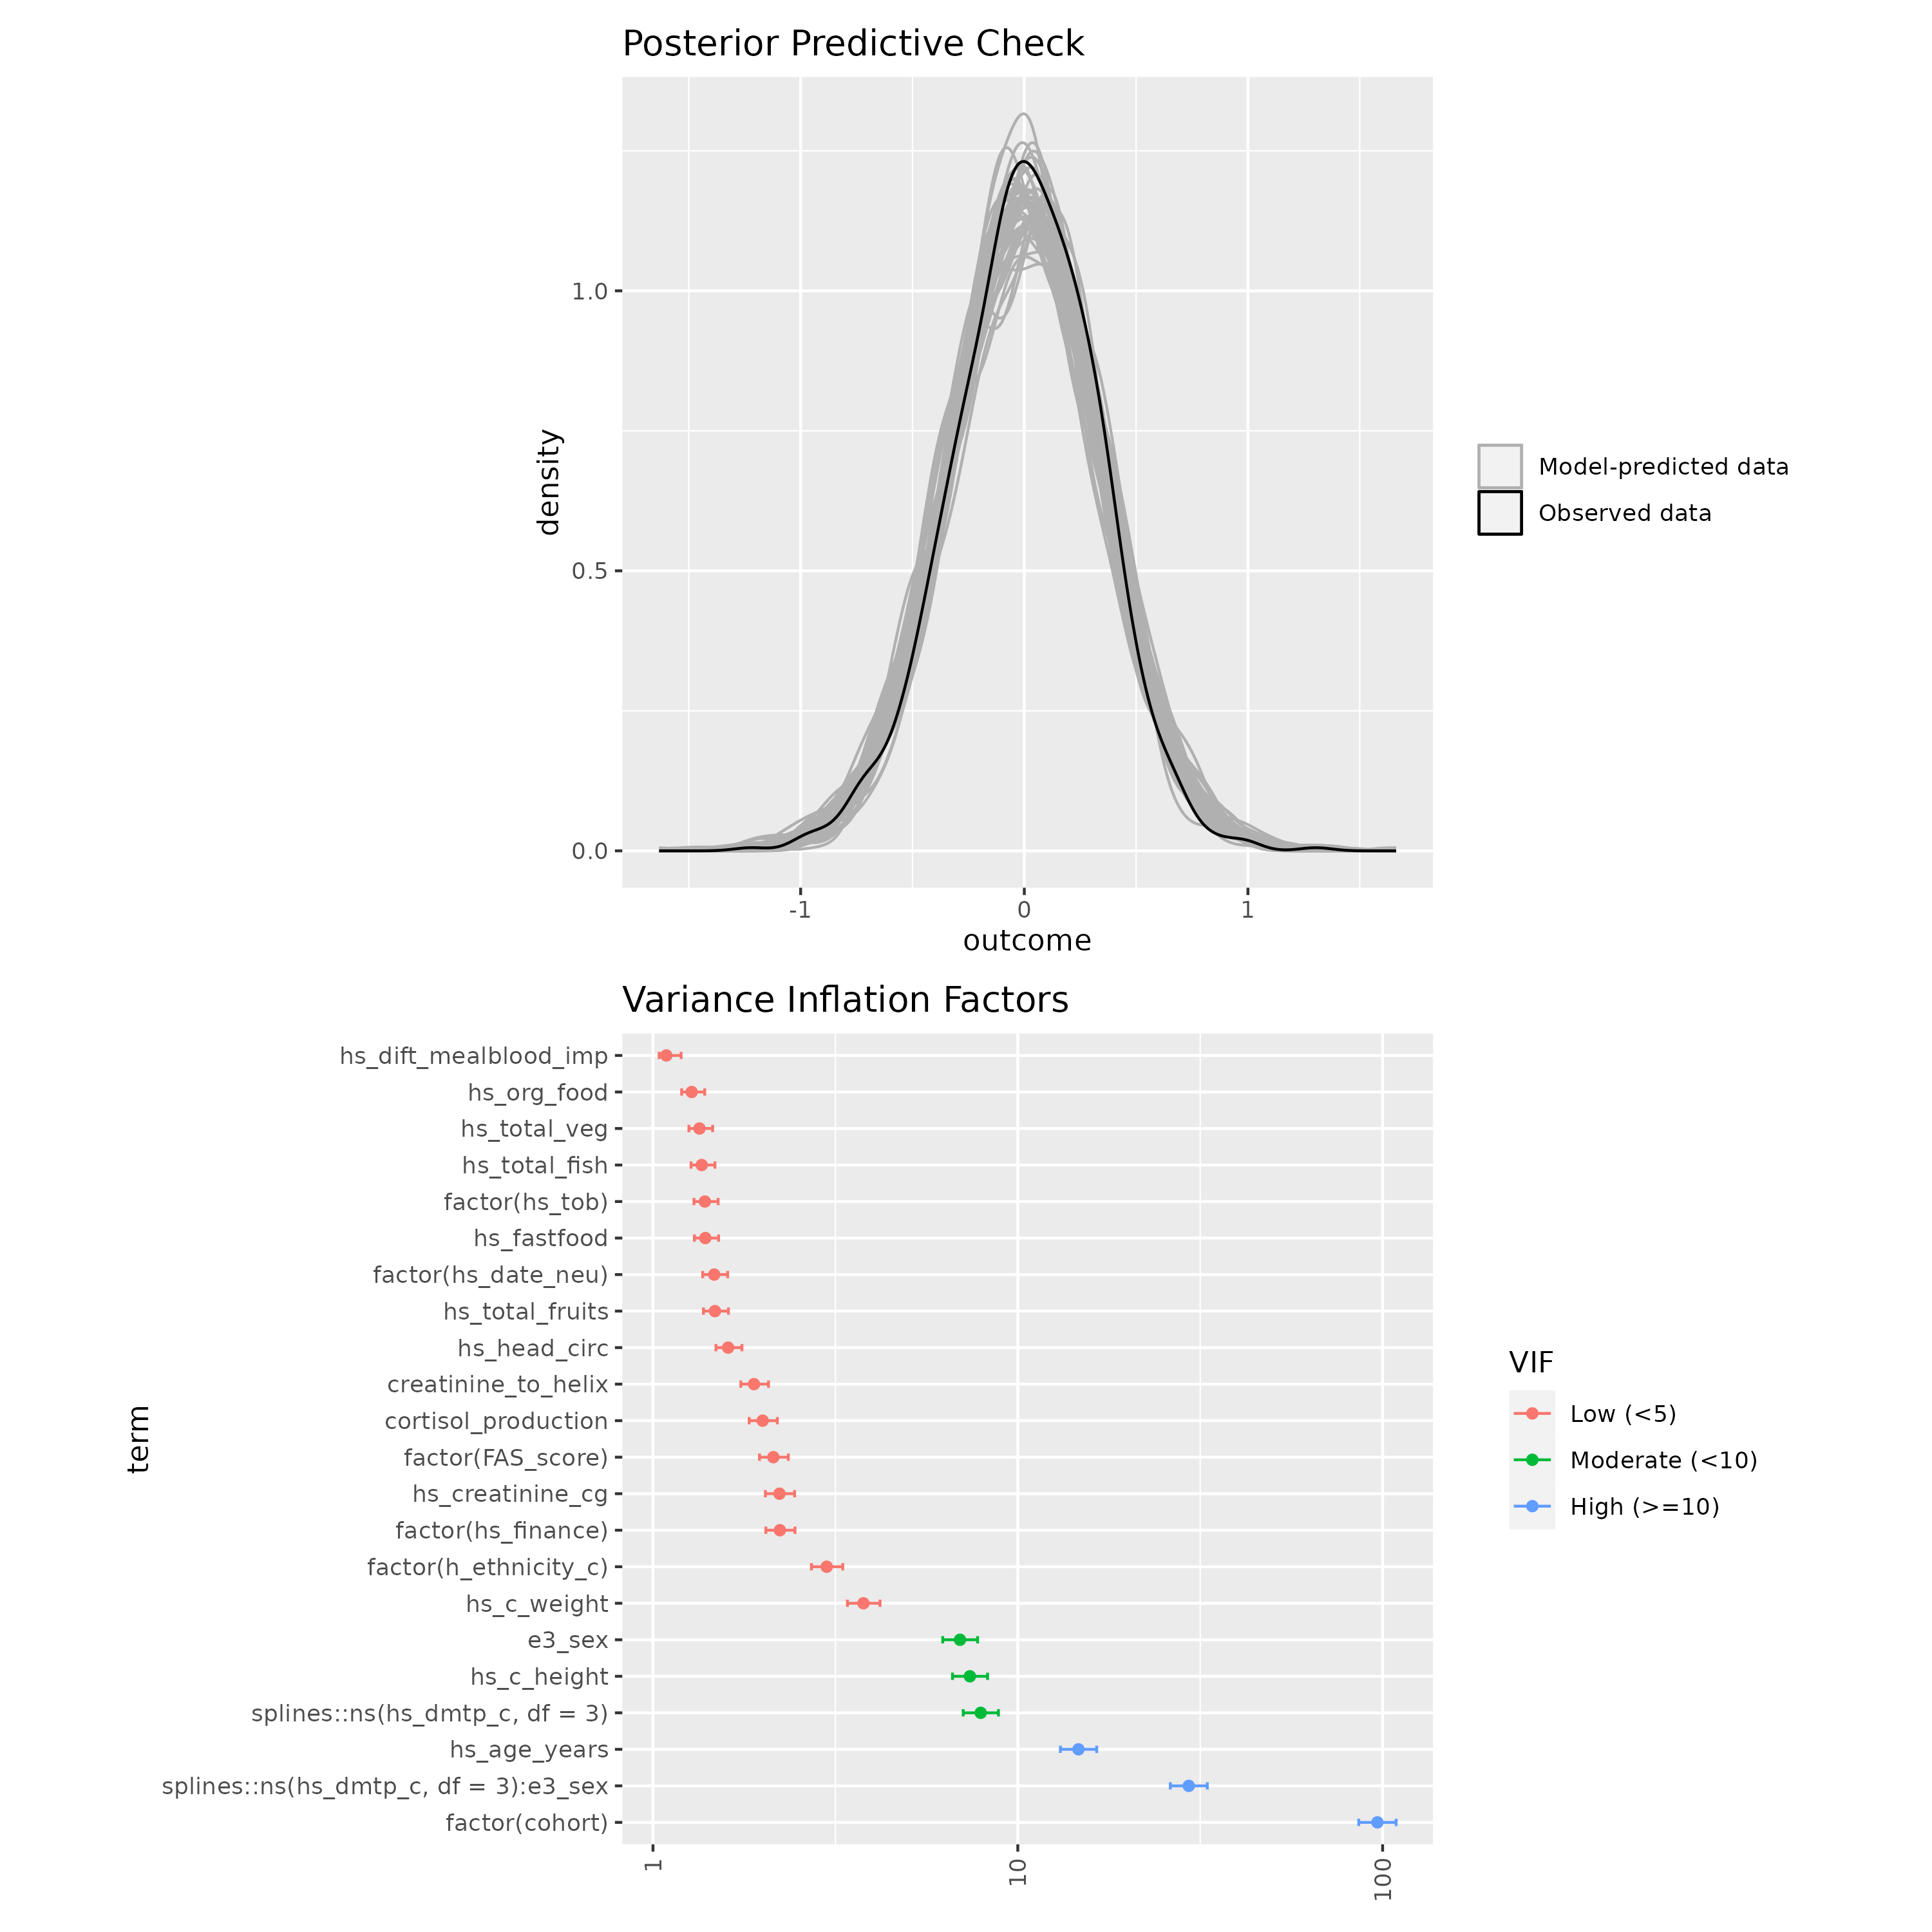 Posterior Predictive Check
density
1.0
0.5
0.0
-1
0
1
outcome
Model-predicted data
Observed data
Variance Inflation Factors
term
hs_dift_mealblood_imp
hs_org_food
hs_total_veg
hs_total_fish
factor(hs_tob)
hs_fastfood
factor(hs_date_neu)
hs_total_fruits
hs_head_circ
creatinine_to_helix
cortisol_production
factor(FAS_score)
hs_creatinine_cg
factor(hs_finance)
factor(h_ethnicity_c)
hs_c_weight
e3_sex
hs_c_height
splines::ns(hs_dmtp_c, df = 3)
hs_age_years
splines::ns(hs_dmtp_c, df = 3):e3_sex
factor(cohort)
1
10
100
VIF
Low (<5)
Moderate (<10)
High (>=10)